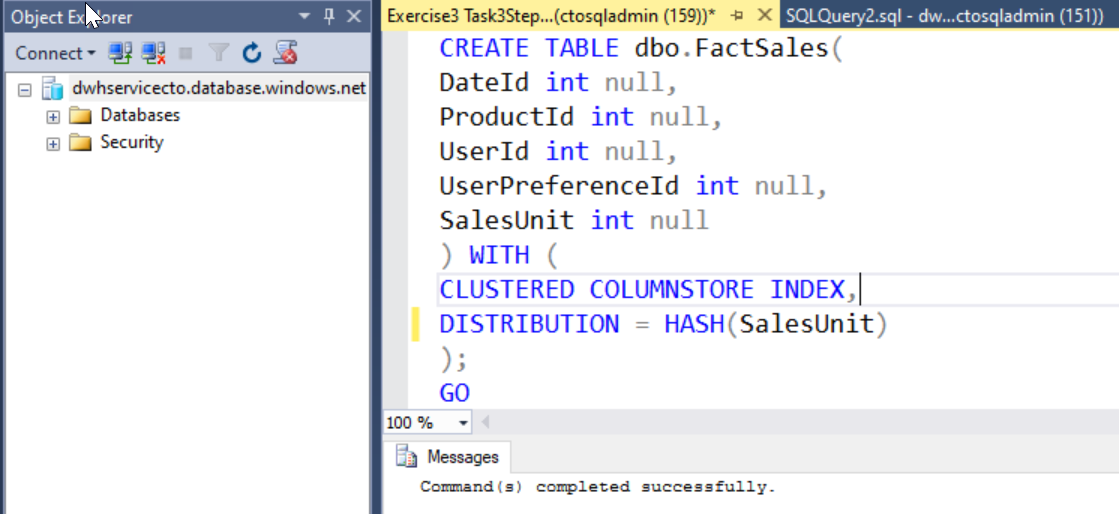 Object Explorer
Connect
dwhservicecto.database.windows.net
Databases
Security
Exercise3 Task3Step...(ctosqladmin (159))*
SQLQuery2.sql - dw...ctosqladmin (151))
CREATE TABLE dbo.FactSales(
DateId int null,
ProductId int null,
UserId int null,
UserPreferenceId int null,
SalesUnit int null
) WITH (
CLUSTERED COLUMNSTORE INDEX,
DISTRIBUTION = HASH(SalesUnit)
);
GO
100 %
Messages
Command(s) completed successfully.